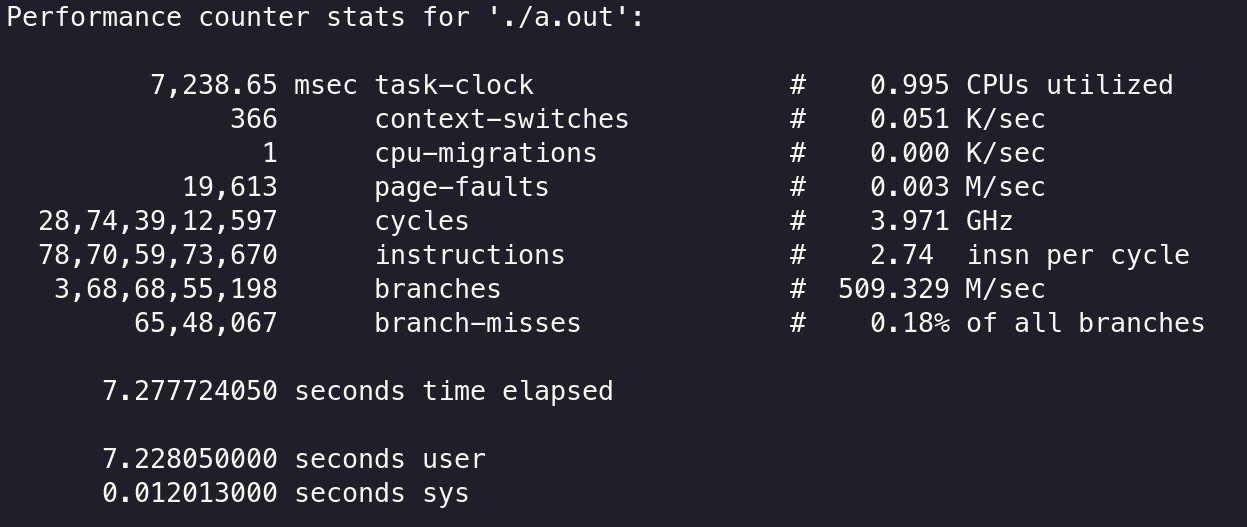 Performance counter stats for './a.out':
7,238.65 msec task-clock # 0.995 CPUs utilized
366 context-switches # 0.051 K/sec
1 cpu-migrations # 0.000 K/sec
19,613 page-faults # 0.003 M/sec
28,74,39,12,597 cycles # 3.971 GHz
78,70,59,73,670 instructions # 2.74 insn per cycle
3,68,68,55,198 branches # 509.329 M/sec
65,48,067 branch-misses # 0.18% of all branches
7.277724050 seconds time elapsed
7.228050000 seconds user
0.012013000 seconds sys